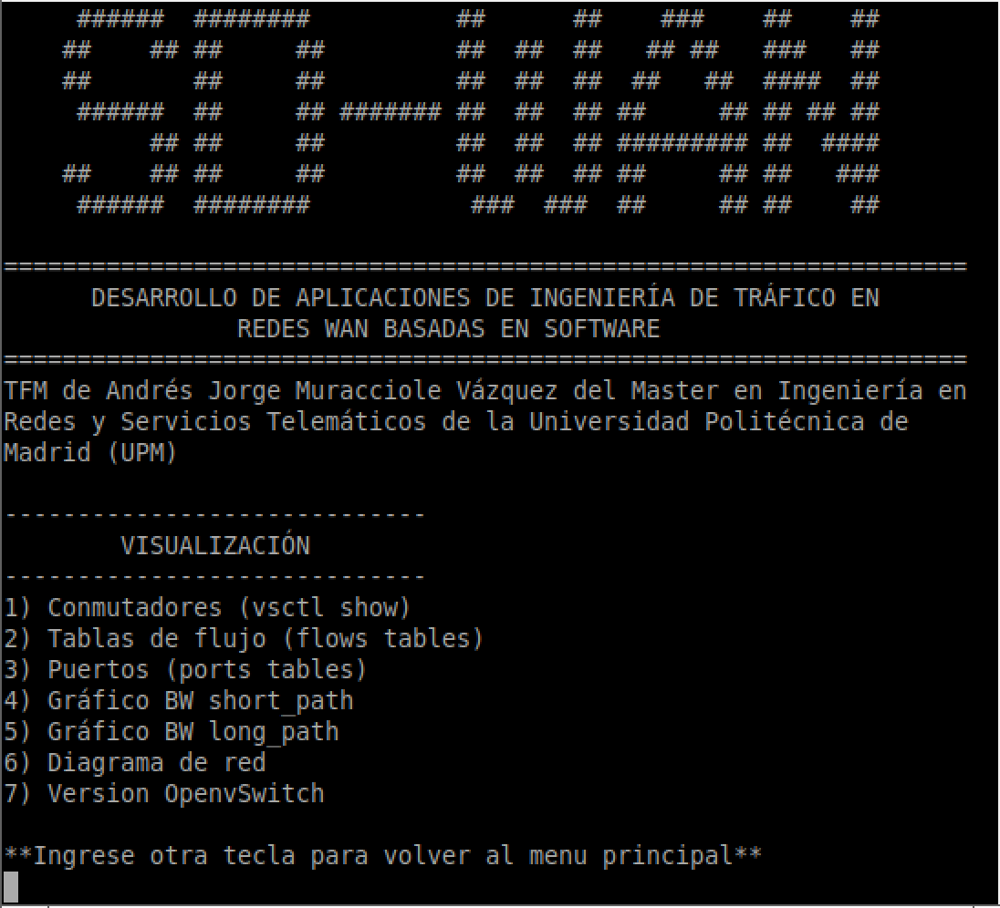 SD-WAN
==================================================================
DESARROLLO DE APLICACIONES DE INGENIERÍA DE TRÁFICO EN
REDES WAN BASADAS EN SOFTWARE
==================================================================
TFM de Andrés Jorge Muracciole Vázquez del Master en Ingeniería en
Redes y Servicios Telemáticos de la Universidad Politécnica de
Madrid (UPM)
-----------------------------
VISUALIZACIÓN
-----------------------------
1) Conmutadores (vsctl show)
2) Tablas de flujo (flows tables)
3) Puertos (ports tables)
4) Gráfico BW short_path
5) Gráfico BW long_path
6) Diagrama de red
7) Version OpenvSwitch
**Ingrese otra tecla para volver al menu principal**